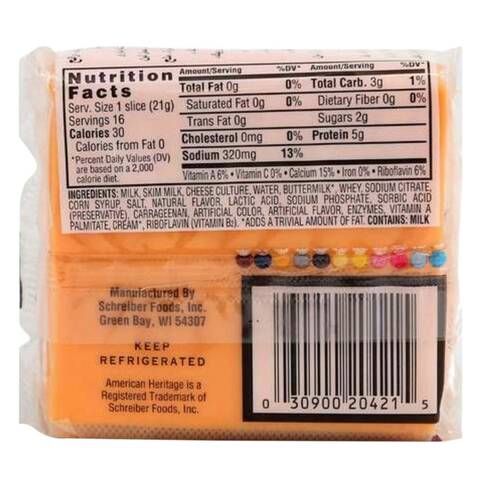 Nutrition Facts
Serv. Size 1 slice (21g)
Servings 16
Calories 30
Calories from Fat 0
*Percent Daily Values (DV)
are based on a 2,000
calorie diet.
Amount/Serving %DV* Amount/Serving %DV*
Total Fat 0g 0% Total Carb. 3g 1%
Saturated Fat 0g 0% Dietary Fiber 0g 0%
Trans Fat 0g Sugars 2g
Cholesterol 0mg 0% Protein 5g
Sodium 320mg 13%
Vitamin A 6% • Vitamin C 0% • Calcium 15% • Iron 0% • Riboflavin 6%
INGREDIENTS: MILK, SKIM MILK, CHEESE CULTURE, WATER, BUTTERMILK*, WHEY, SODIUM CITRATE,
CORN SYRUP, SALT, NATURAL FLAVOR, LACTIC ACID, SODIUM PHOSPHATE, SORBIC ACID
(PRESERVATIVE), CARRAGEENAN, ARTIFICIAL COLOR, ARTIFICIAL FLAVOR, ENZYMES, VITAMIN A
PALMITATE, CREAM*, RIBOFLAVIN (VITAMIN B2). *ADDS A TRIVIAL AMOUNT OF FAT. CONTAINS: MILK
Manufactured By
Schreiber Foods, Inc.
Green Bay, WI 54307
KEEP
REFRIGERATED
American Heritage is a
Registered Trademark of
Schreiber Foods, Inc.
0 30900 20421 5